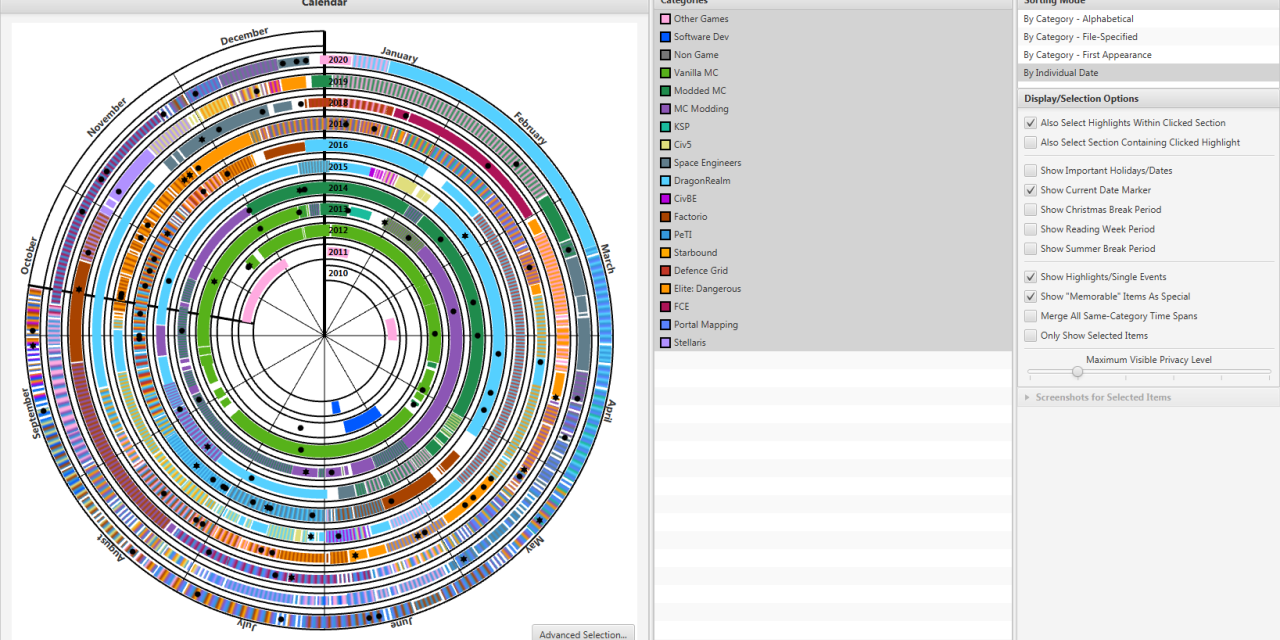 Calendar
December
January
November
February
October
March
September
April
August
May
July
June
2020
2019
2018
2016
2015
2014
2013
2012
2011
2010
Advanced Selection...
Categories
Other Games
Software Dev
Non Game
Vanilla MC
Modded MC
MC Modding
KSP
Civ5
Space Engineers
DragonRealm
CivBE
Factorio
PeTI
Starbound
Defence Grid
Elite: Dangerous
FCE
Portal Mapping
Stellaris
Sorting Mode
By Category - Alphabetical
By Category - File-Specified
By Category - First Appearance
By Individual Date
Display/Selection Options
Also Select Highlights Within Clicked Section
Also Select Section Containing Clicked Highlight
Show Important Holidays/Dates
Show Current Date Marker
Show Christmas Break Period
Show Reading Week Period
Show Summer Break Period
Show Highlights/Single Events
Show "Memorable" Items As Special
Merge All Same-Category Time Spans
Only Show Selected Items
Maximum Visible Privacy Level
Screenshots for Selected Items